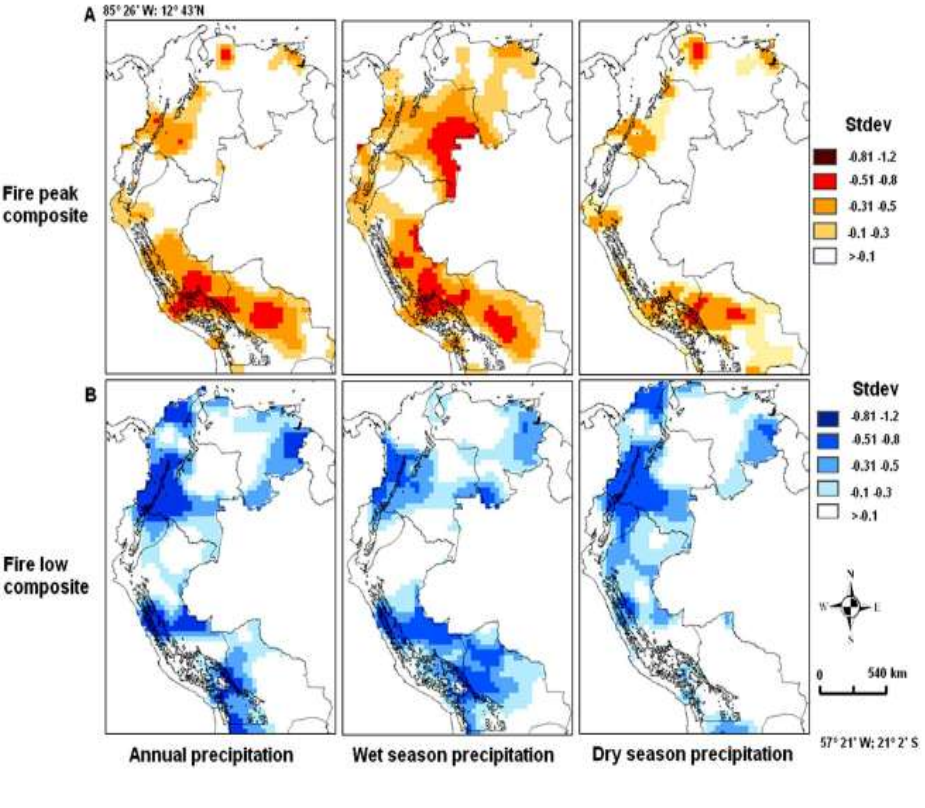 A
85° 26' W; 12° 43'N
Fire peak
composite
Stdev
-0.81 -1.2
-0.51 -0.8
-0.31 -0.5
-0.1 -0.3
>-0.1
B
Fire low
composite
Stdev
-0.81 -1.2
-0.51 -0.8
-0.31 -0.5
-0.1 -0.3
>-0.1
N
W E
S
0 540 km
57° 21' W; 21° 2' S
Annual precipitation
Wet season precipitation
Dry season precipitation